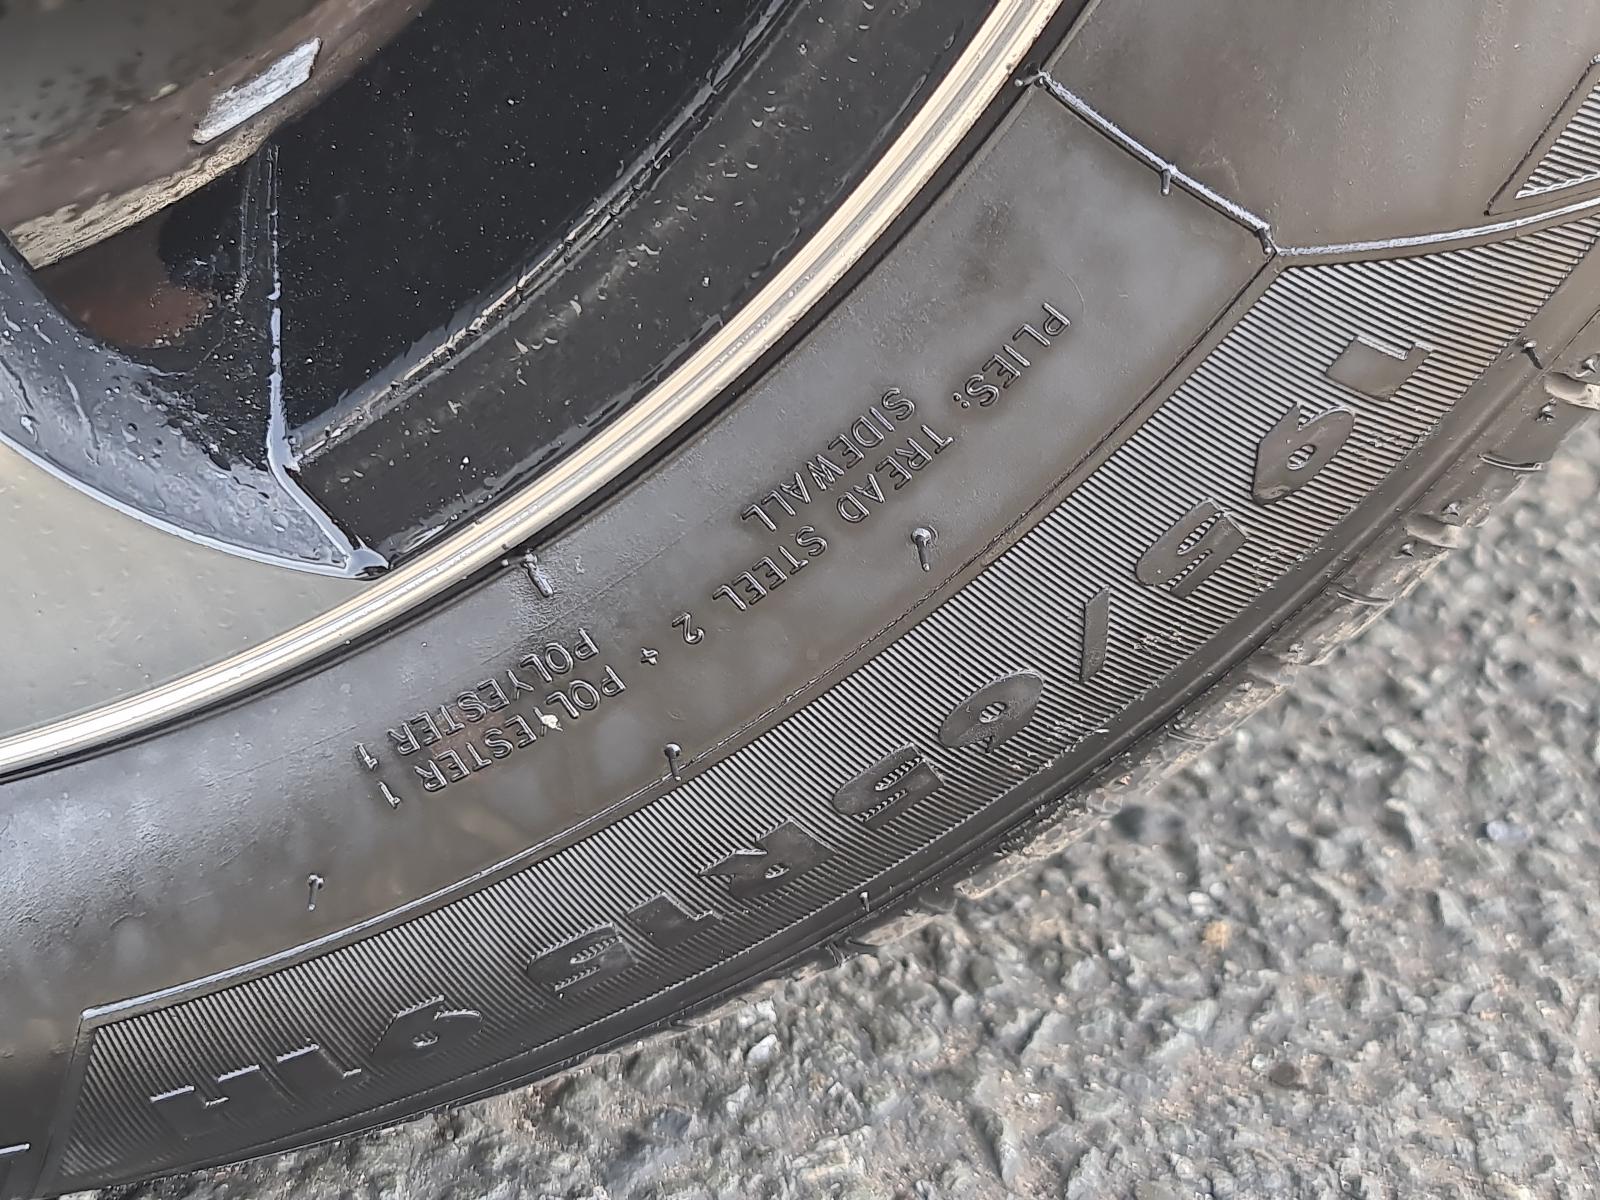 195/65R15 91H
PLIES: TREAD STEEL 2 + POLYESTER 1
SIDEWALL POLYESTER 1